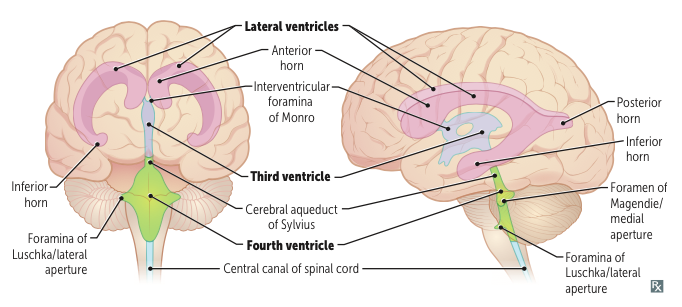 Lateral ventricles
Anterior
horn
Interventricular
foramina
of Monro
Third ventricle
Cerebral aqueduct
of Sylvius
Fourth ventricle
Central canal of spinal cord
Inferior
horn
Foramina of
Luschka/lateral
aperture
Posterior
horn
Inferior
horn
Foramen of
Magendie/
medial
aperture
Foramina of
Luschka/lateral
aperture
Rx